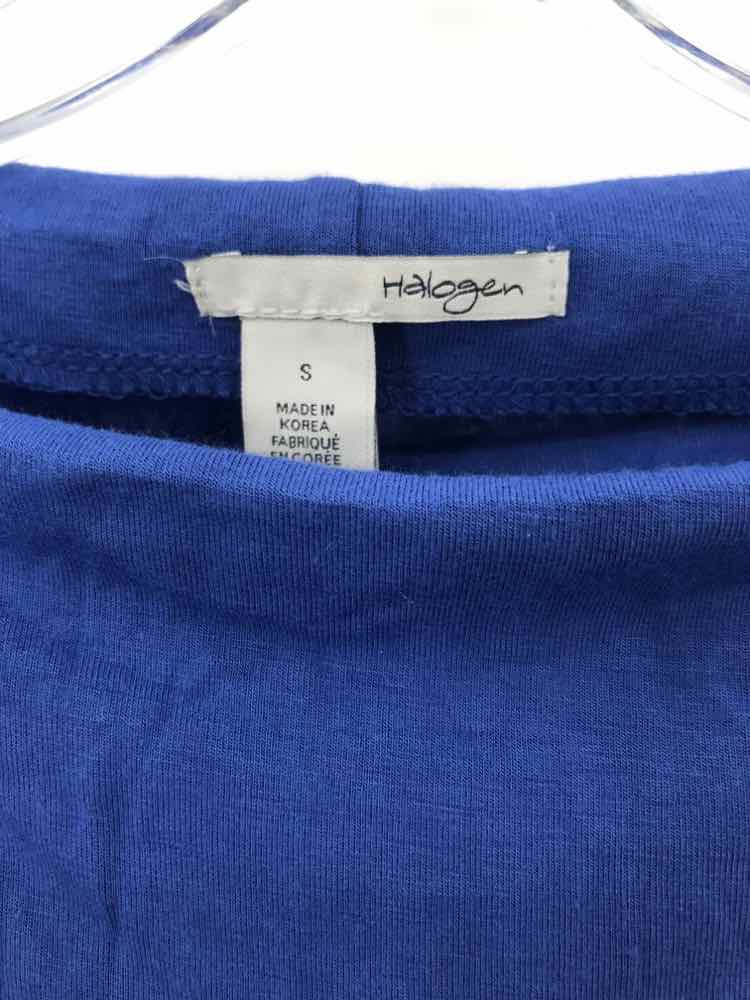 Halogen
S
MADE IN
KOREA
FABRIQUÉ
EN CORÉE